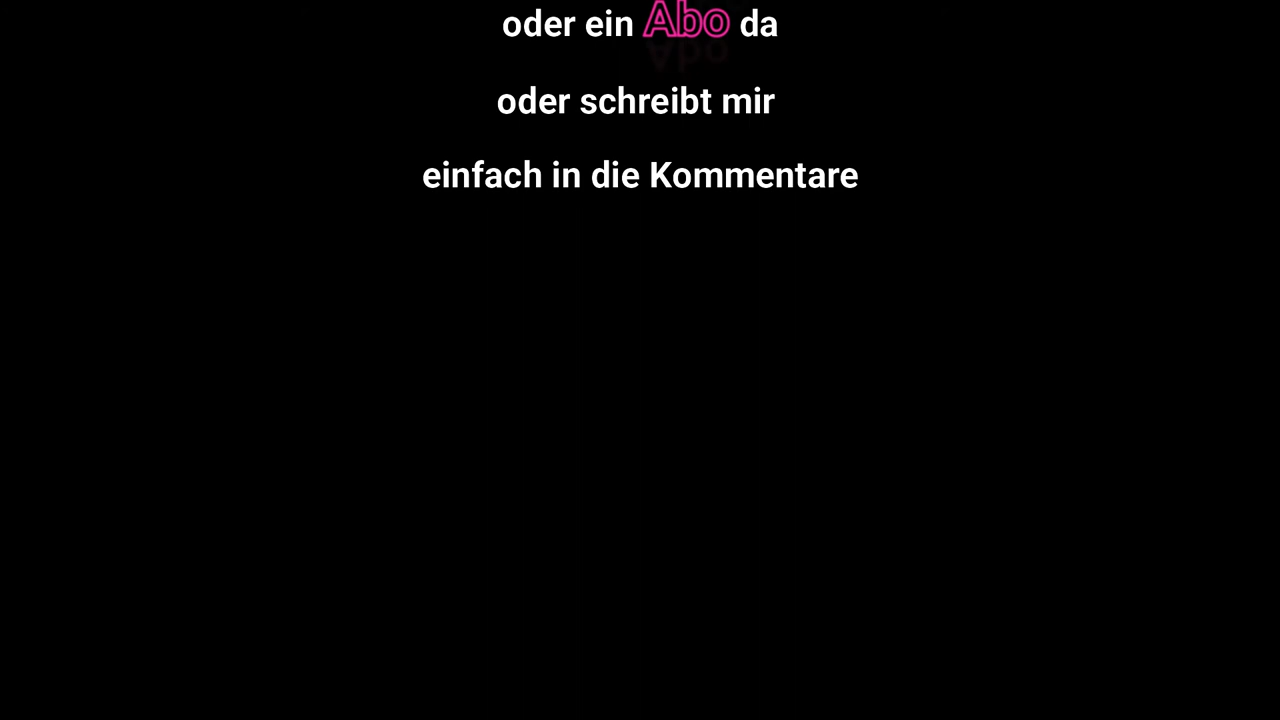 oder ein Abo da
oder schreibt mir
einfach in die Kommentare